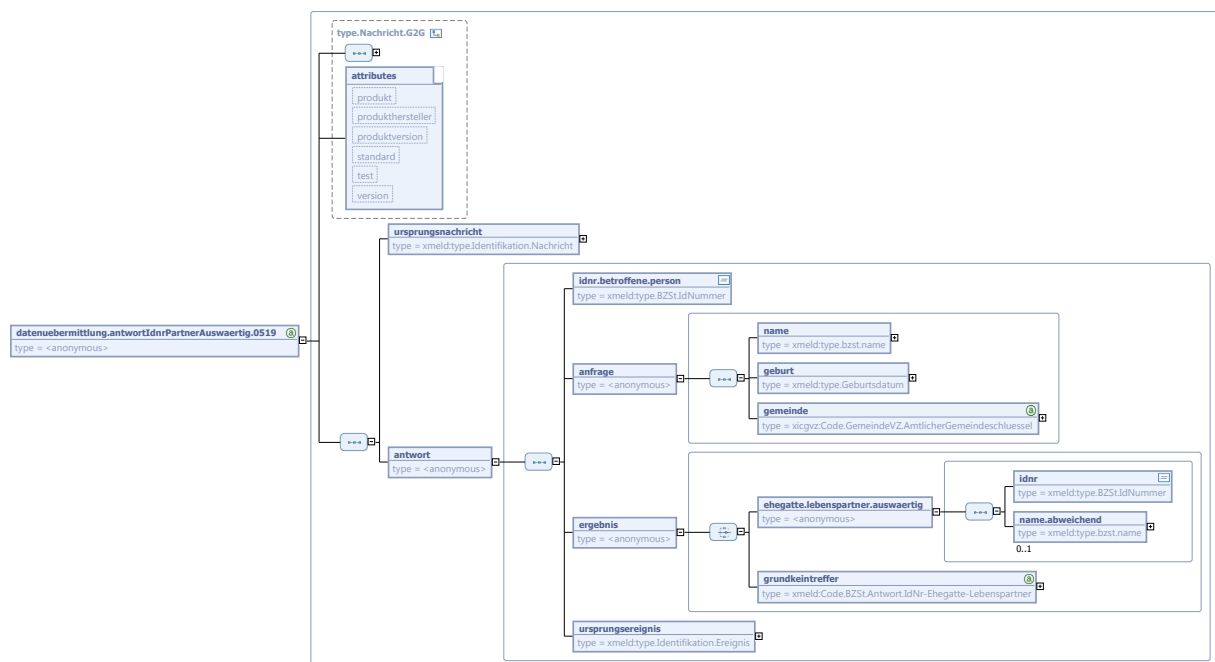 type.Nachricht.G2G
attributes
produkt
produkthersteller
produktversion
standard
test
version
ursprungsnachricht
type = xmeld:type.Identifikation.Nachricht
datenuebermittlung.antwortIdnrPartnerAuswaertig.0519
type = <anonymous>
antwort
type = <anonymous>
idnr.betroffene.person
type = xmeld:type.BZSt.IdNummer
anfrage
type = <anonymous>
name
type = xmeld:type.bzst.name
geburt
type = xmeld:type.Geburtsdatum
gemeinde
type = xicgvz:Code.GemeindeVZ.AmtlicherGemeindeschluessel
ergebnis
type = <anonymous>
ehegatte.lebenspartner.auswaertig
type = <anonymous>
idnr
type = xmeld:type.BZSt.IdNummer
name.abweichend
type = xmeld:type.bzst.name
0..1
grundkeintreffer
type = xmeld:Code.BZSt.Antwort.IdNr-Ehegatte-Lebenspartner
ursprungsereignis
type = xmeld:type.Identifikation.Ereignis